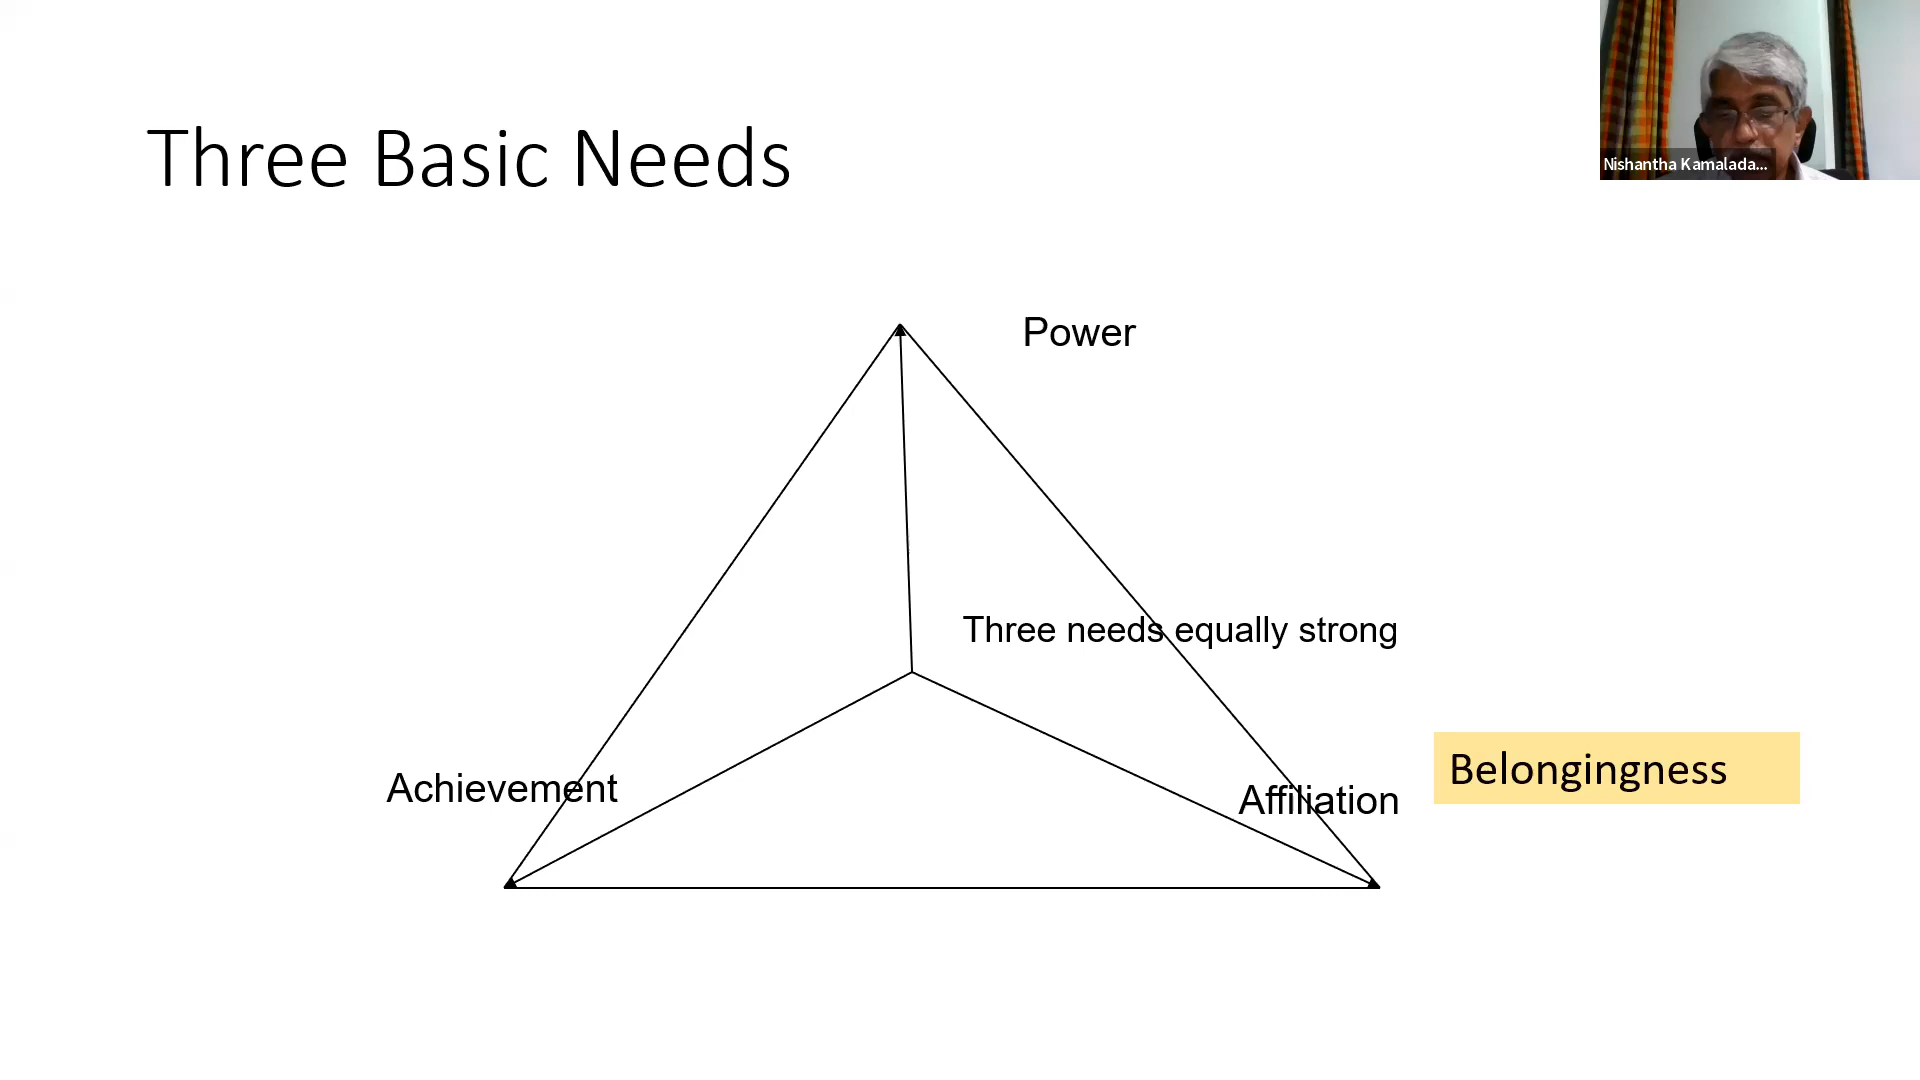 Three Basic Needs
Nishantha Kamalada...
Power
Three needs equally strong
Belongingness
Achievement
Affiliation